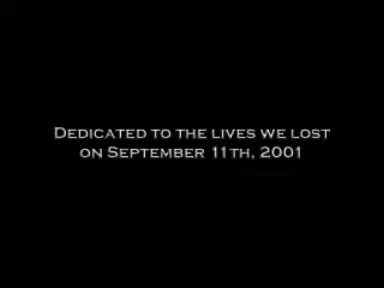 Dedicated to the lives we lost
on September 11th, 2001